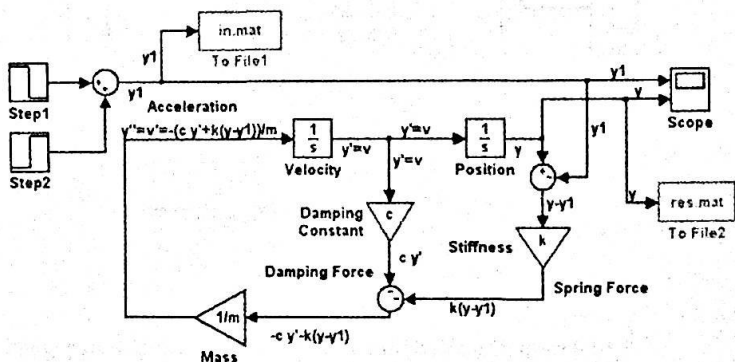 in.mat
y1
To File1
y1
y1
y
Step1
Acceleration
Scope
y''=v'=-(c y'+k(y-y1))/m
1
s
y'=v
y'=v
1
s
y
y1
Step2
Velocity
y'=v
Position
y
res.mat
To File2
Damping
Constant
c
y-y1
Stiffness
k
c y'
Damping Force
Spring Force
k(y-y1)
1/m
-c y'-k(y-y1)
Mass